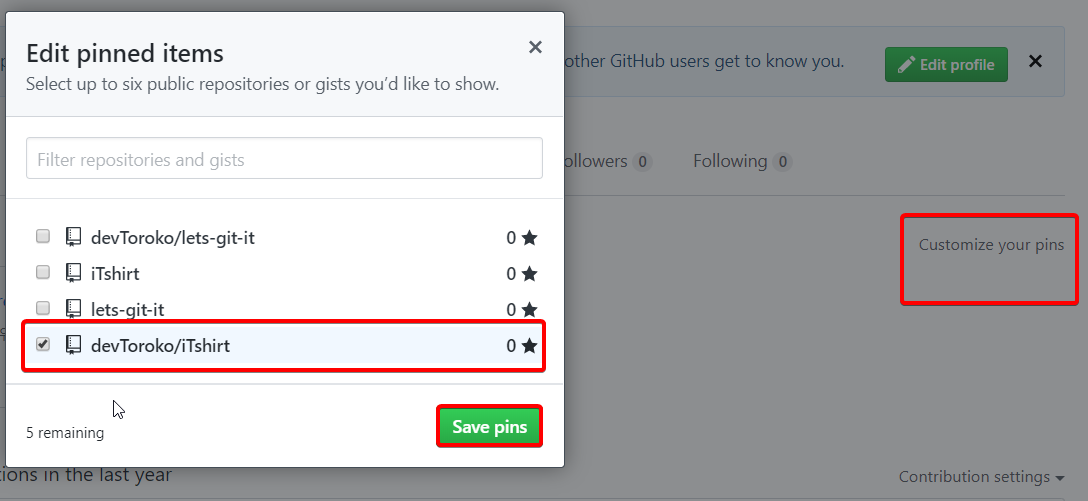 Edit pinned items
Select up to six public repositories or gists you’d like to show.
other GitHub users get to know you.
Edit profile
Filter repositories and gists
ollowers 0
Following 0
devToroko/lets-git-it
0
Customize your pins
iTshirt
0
lets-git-it
0
devToroko/iTshirt
0
5 remaining
Save pins
tions in the last year
Contribution settings